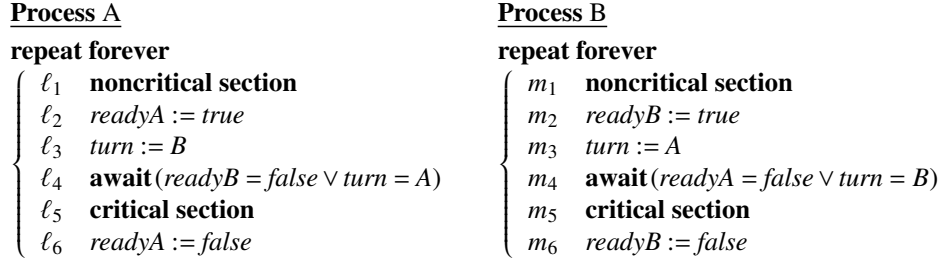 Process A
repeat forever
ℓ1 noncritical section
ℓ2 readyA := true
ℓ3 turn := B
ℓ4 await (readyB = false ∨ turn = A)
ℓ5 critical section
ℓ6 readyA := false
Process B
repeat forever
m1 noncritical section
m2 readyB := true
m3 turn := A
m4 await (readyA = false ∨ turn = B)
m5 critical section
m6 readyB := false